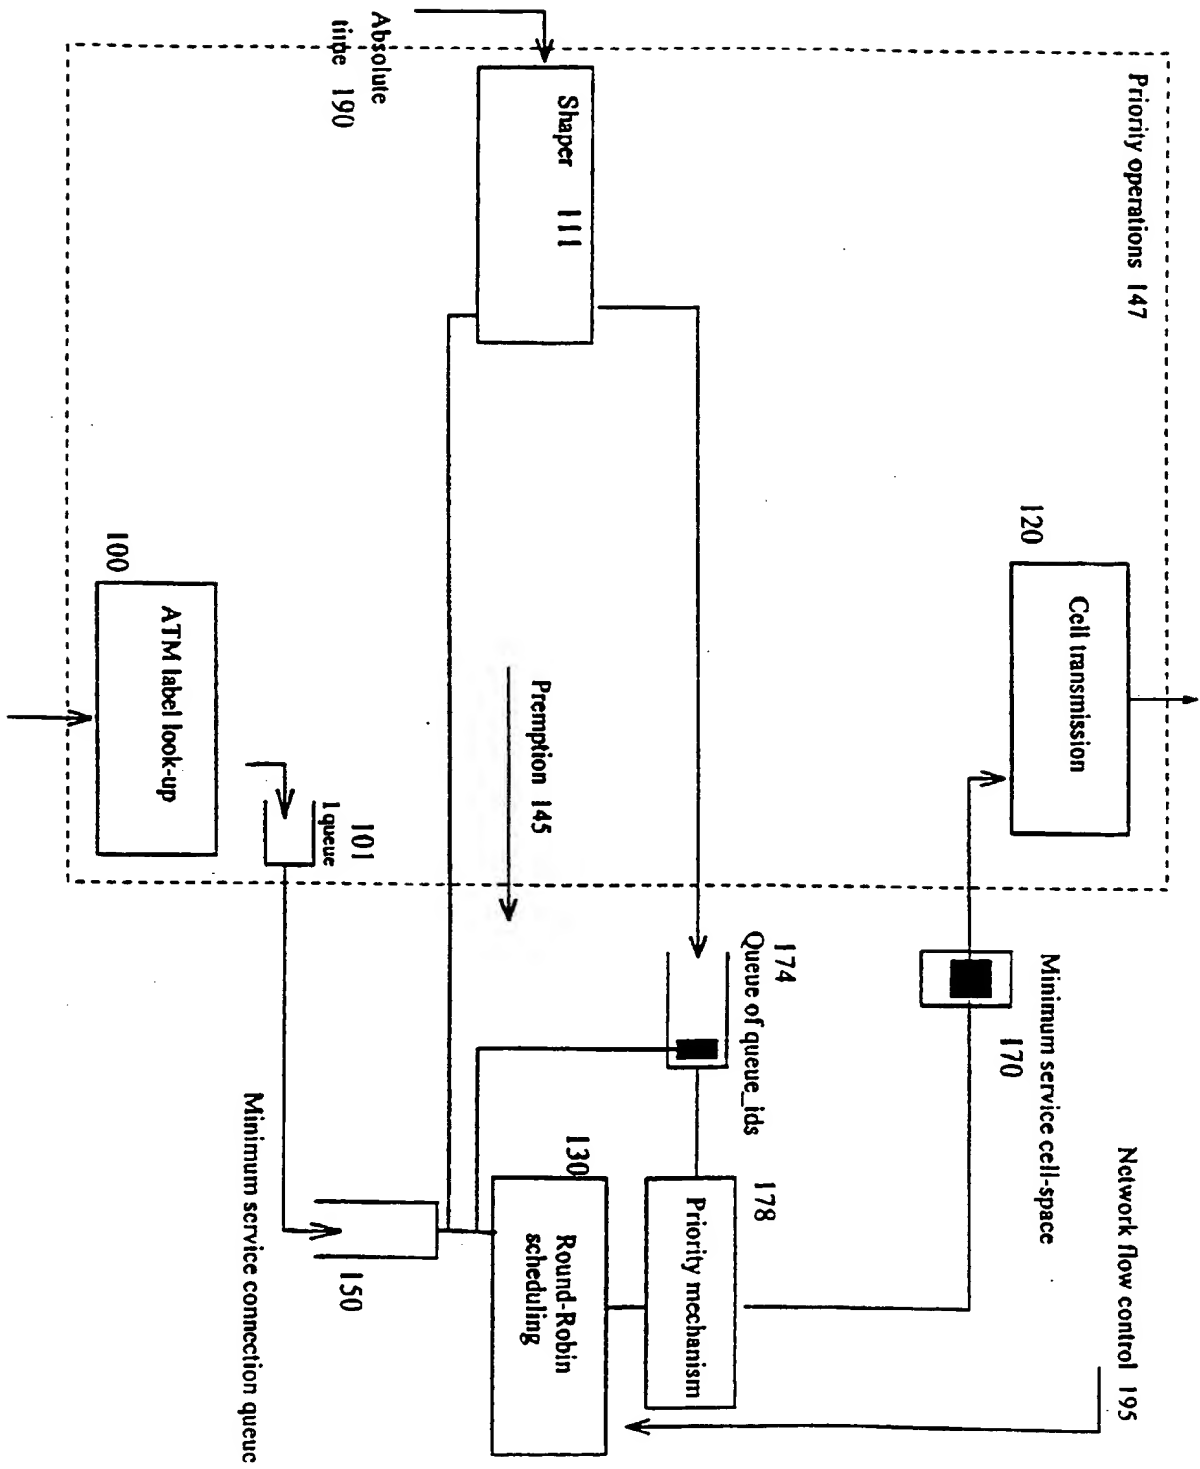 Priority operations 147
Absolute
time 190
Shaper 111
120
Cell transmission
100
ATM label look-up
101
1queue
Premption 145
Minimum service cell-space
170
174
Queue of queue_ids
Network flow control 195
178
Priority mechanism
130
Round-Robin
scheduling
150
Minimum service connection queue